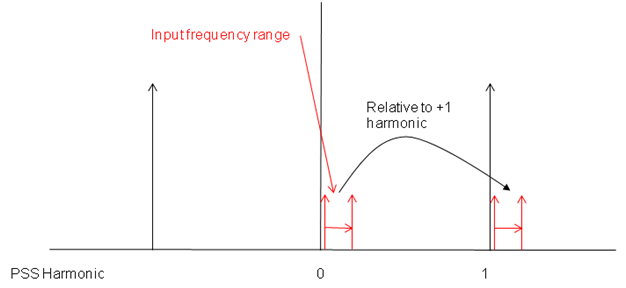 Input frequency range
Relative to +1
harmonic
PSS Harmonic
0
1